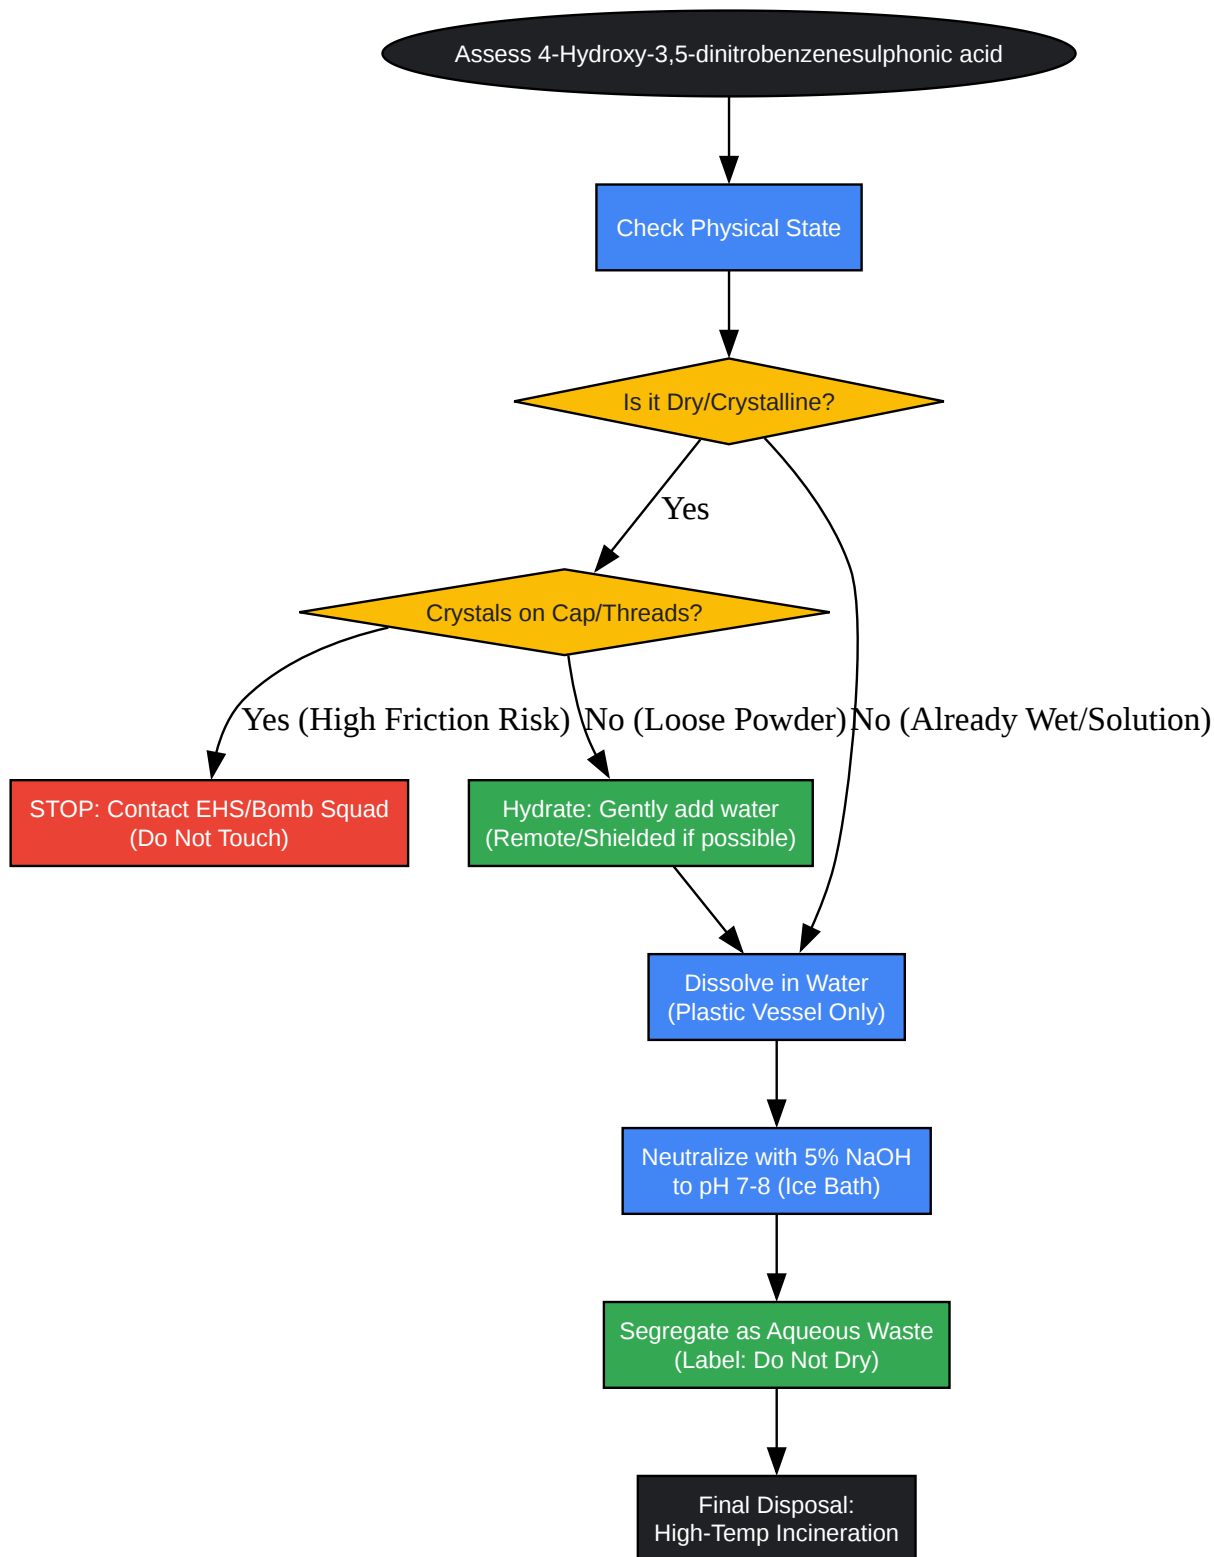 Assess 4-Hydroxy-3,5-dinitrobenzenesulphonic acid
Check Physical State
Is it Dry/Crystalline?
Yes
Crystals on Cap/Threads?
Yes (High Friction Risk)
No (Loose Powder)
No (Already Wet/Solution)
STOP: Contact EHS/Bomb Squad
(Do Not Touch)
Hydrate: Gently add water
(Remote/Shielded if possible)
Dissolve in Water
(Plastic Vessel Only)
Neutralize with 5% NaOH
to pH 7-8 (Ice Bath)
Segregate as Aqueous Waste
(Label: Do Not Dry)
Final Disposal:
High-Temp Incineration